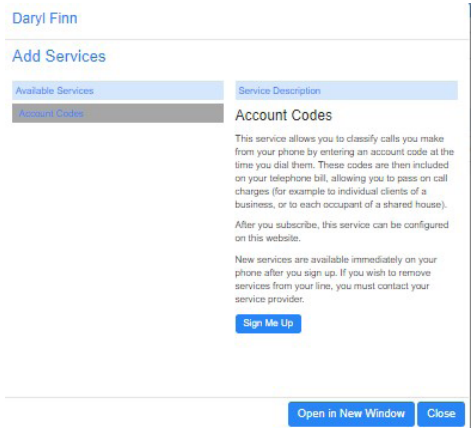 Daryl Finn
Add Services
Available Services
Account Codes
Service Description
Account Codes
This service allows you to classify calls you make
from your phone by entering an account code at the
time you dial them. These codes are then included
on your telephone bill, allowing you to pass on call
charges (for example to individual clients of a
business, or to each occupant of a shared house).
After you subscribe, this service can be configured
on this website.
New services are available immediately on your
phone after you sign up. If you wish to remove
services from your line, you must contact your
service provider.
Sign Me Up
Open in New Window
Close